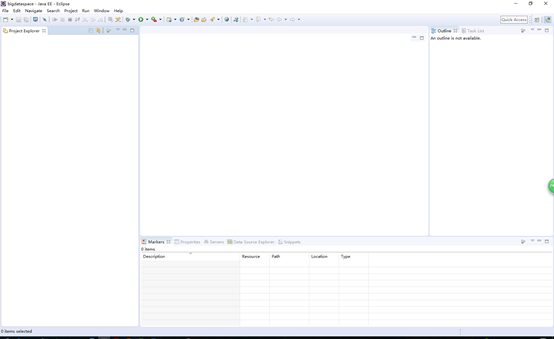 bigdataspace - Java EE - Eclipse
File Edit Navigate Search Project Run Window Help
Quick Access
Project Explorer
Outline Task List
An outline is not available.
Markers Properties Servers Data Source Explorer Snippets
0 items
Description Resource Path Location Type
0 items selected